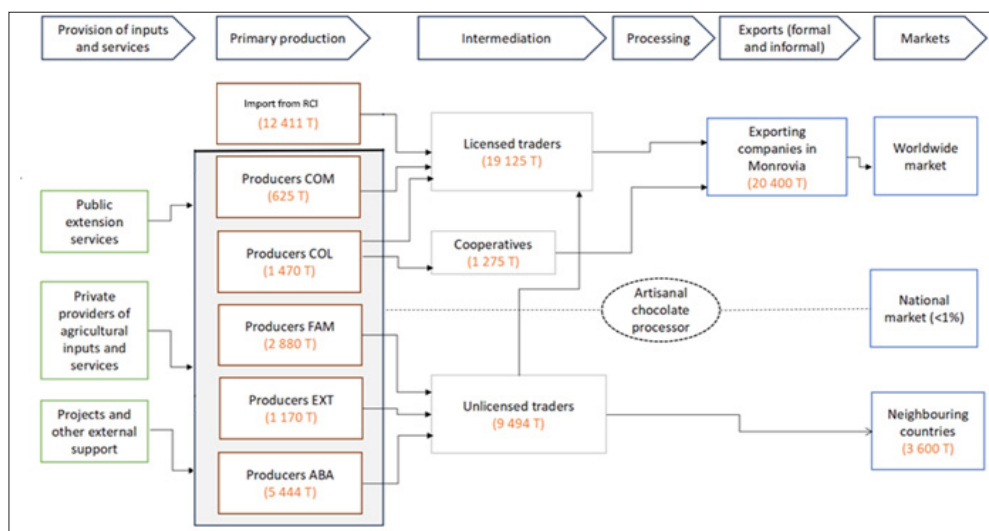 Provision of inputs
and services
Primary production
Intermediation
Processing
Exports (formal
and informal)
Markets
Import from RCI
(12 411 T)
Producers COM
(625 T)
Producers COL
(1 470 T)
Producers FAM
(2 880 T)
Producers EXT
(1 170 T)
Producers ABA
(5 444 T)
Public
extension
services
Private
providers of
agricultural
inputs and
services
Projects and
other external
support
Licensed traders
(19 125 T)
Cooperatives
(1 275 T)
Unlicensed traders
(9 494 T)
Artisanal
chocolate
processor
Exporting
companies in
Monrovia
(20 400 T)
Worldwide
market
National
market (<1%)
Neighbouring
countries
(3 600 T)